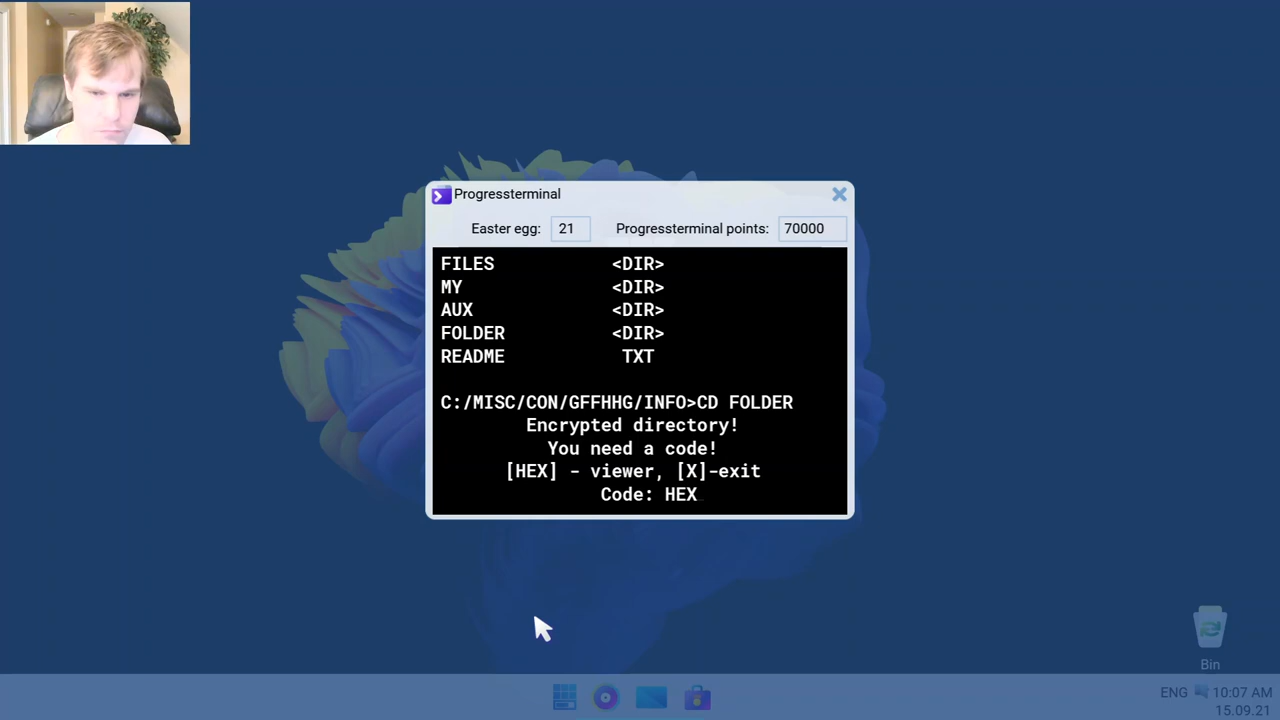 Progressterminal
Easter egg: 21 Progressterminal points: 70000
FILES <DIR>
MY <DIR>
AUX <DIR>
FOLDER <DIR>
README TXT
C:/MISC/CON/GFFHHG/INFO>CD FOLDER
Encrypted directory!
You need a code!
[HEX] - viewer, [X]-exit
Code: HEX
Bin
ENG 10:07 AM
15.09.21